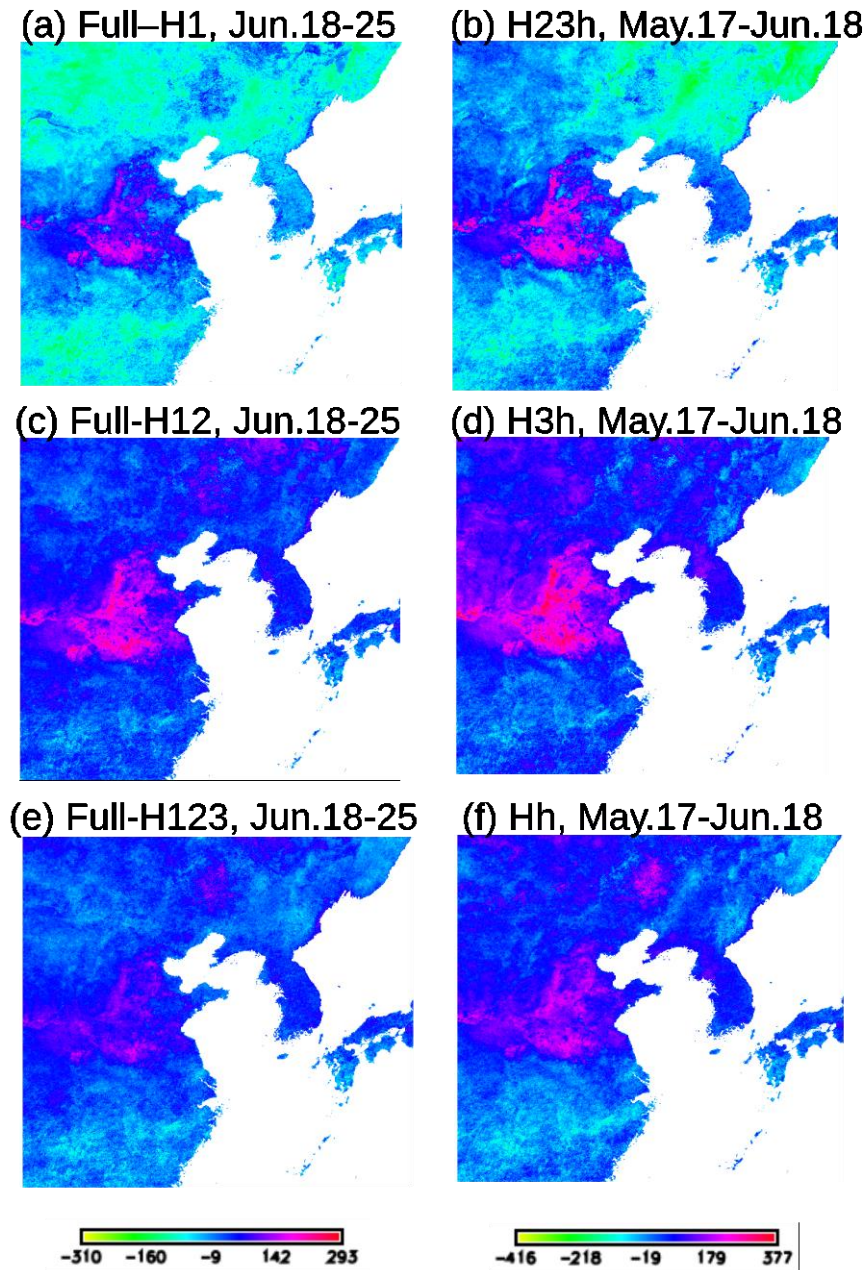 (a) Full–H1, Jun.18-25
(b) H23h, May.17-Jun.18
(c) Full-H12, Jun.18-25
(d) H3h, May.17-Jun.18
(e) Full-H123, Jun.18-25
(f) Hh, May.17-Jun.18
-310 -160 -9 142 293
-416 -218 -19 179 377